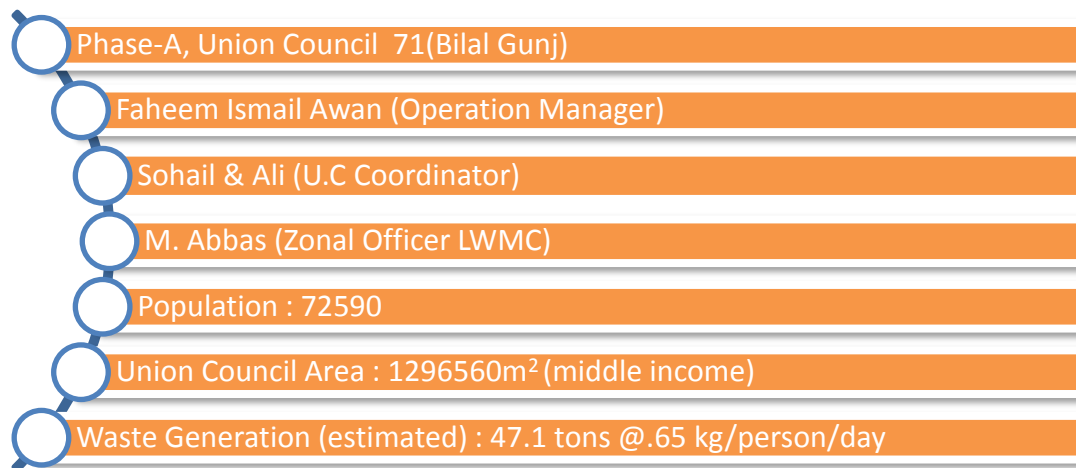 Phase-A, Union Council 71(Bilal Gunj)
Faheem Ismail Awan (Operation Manager)
Sohail & Ali (U.C Coordinator)
M. Abbas (Zonal Officer LWMC)
Population : 72590
Union Council Area : 1296560m² (middle income)
Waste Generation (estimated) : 47.1 tons @.65 kg/person/day